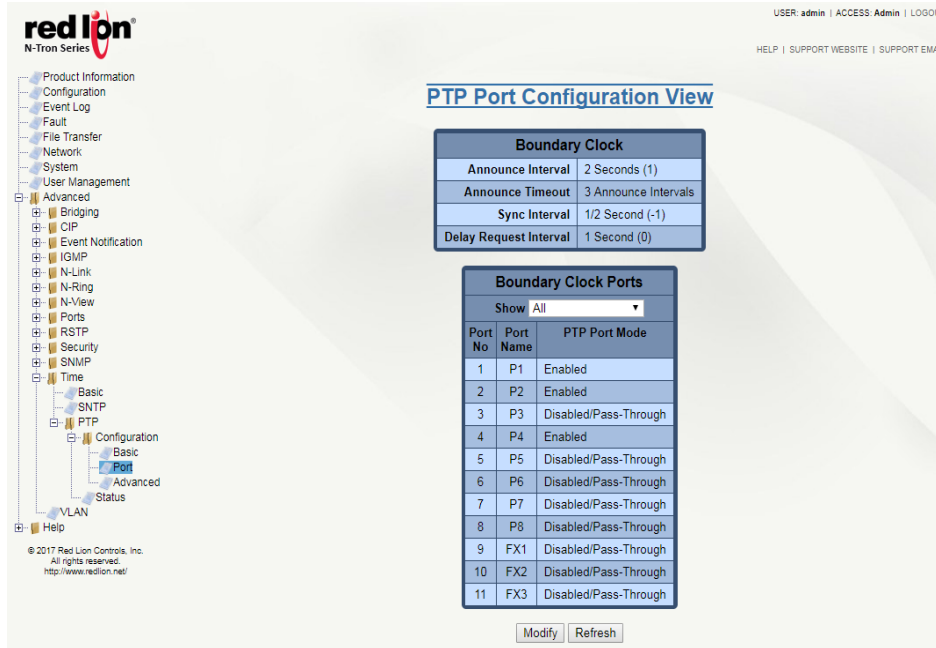 red lion®
N-Tron Series
USER: admin | ACCESS: Admin | LOGOU
HELP | SUPPORT WEBSITE | SUPPORT EMA
Product Information
Configuration
Event Log
Fault
File Transfer
Network
System
User Management
Advanced
Bridging
CIP
Event Notification
IGMP
N-Link
N-Ring
N-View
Ports
RSTP
Security
SNMP
Time
Basic
SNTP
PTP
Configuration
Basic
Port
Advanced
Status
VLAN
Help
© 2017 Red Lion Controls, Inc.
All rights reserved.
http://www.redlion.net/
PTP Port Configuration View
Boundary Clock
Announce Interval 2 Seconds (1)
Announce Timeout 3 Announce Intervals
Sync Interval 1/2 Second (-1)
Delay Request Interval 1 Second (0)
Boundary Clock Ports
Show All
Port No Port Name PTP Port Mode
1 P1 Enabled
2 P2 Enabled
3 P3 Disabled/Pass-Through
4 P4 Enabled
5 P5 Disabled/Pass-Through
6 P6 Disabled/Pass-Through
7 P7 Disabled/Pass-Through
8 P8 Disabled/Pass-Through
9 FX1 Disabled/Pass-Through
10 FX2 Disabled/Pass-Through
11 FX3 Disabled/Pass-Through
Modify Refresh